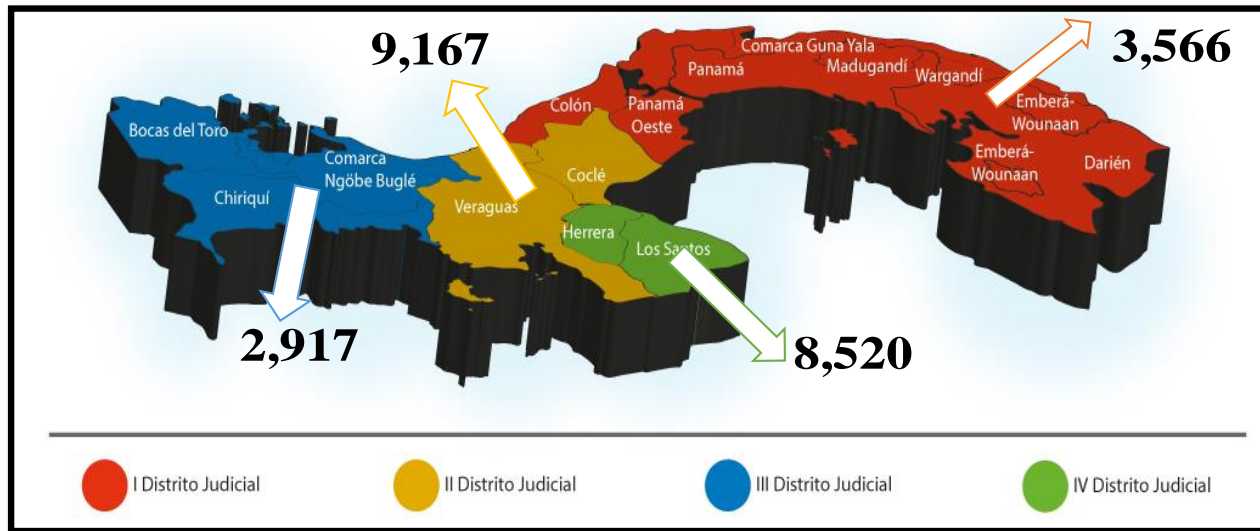 9,167
3,566
Comarca Guna Yala
Panamá
Madugandí
Wargandí
Colón
Panamá
Oeste
Emberá-
Wounaan
Bocas del Toro
Comarca
Ngöbe Buglé
Coclé
Emberá-
Wounaan
Darién
Chiriquí
Veraguas
Herrera
Los Santos
2,917
8,520
I Distrito Judicial
II Distrito Judicial
III Distrito Judicial
IV Distrito Judicial